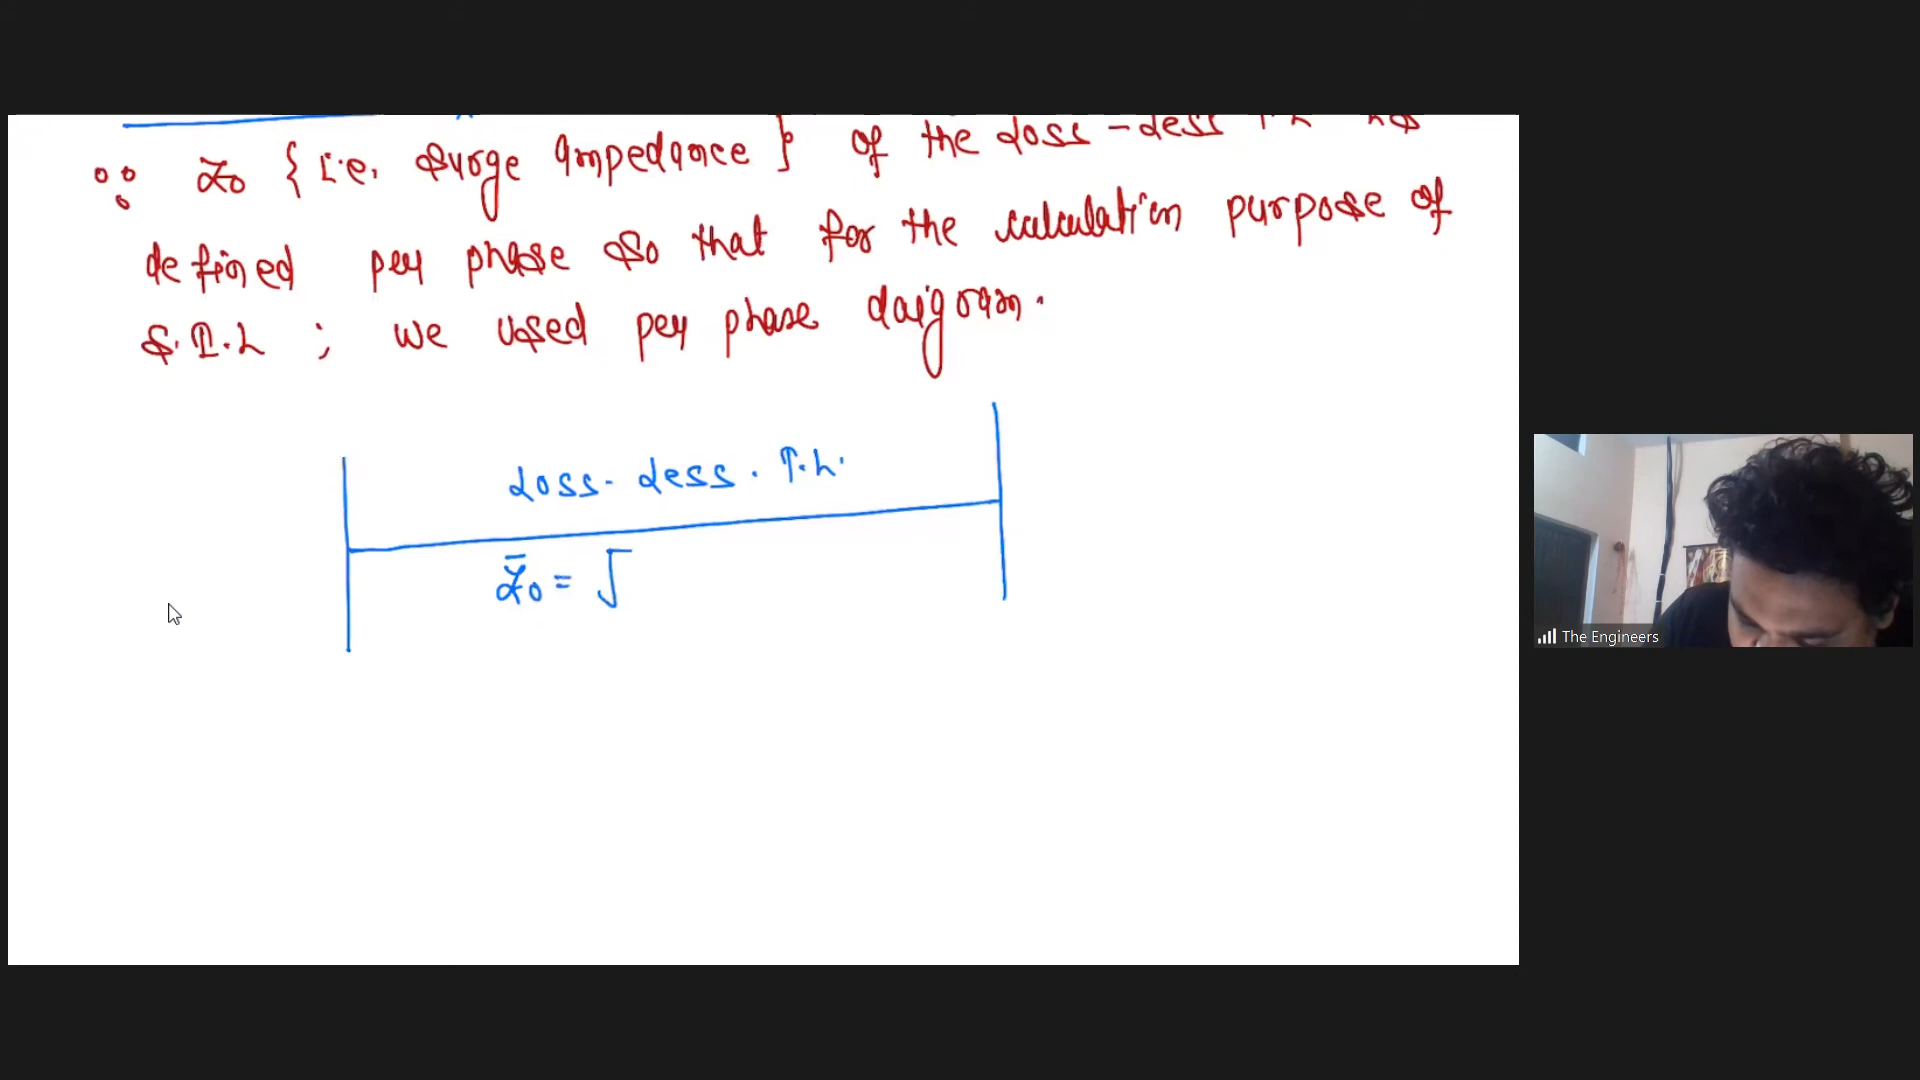 ∵ Z0 {i.e. Surge Impedance} of the Loss-Less T.L is
defined per phase so that for the calculation purpose of
S.I.L ; we used per phase daigram.
Loss-Less. T.L.
Z̄0 = √
The Engineers